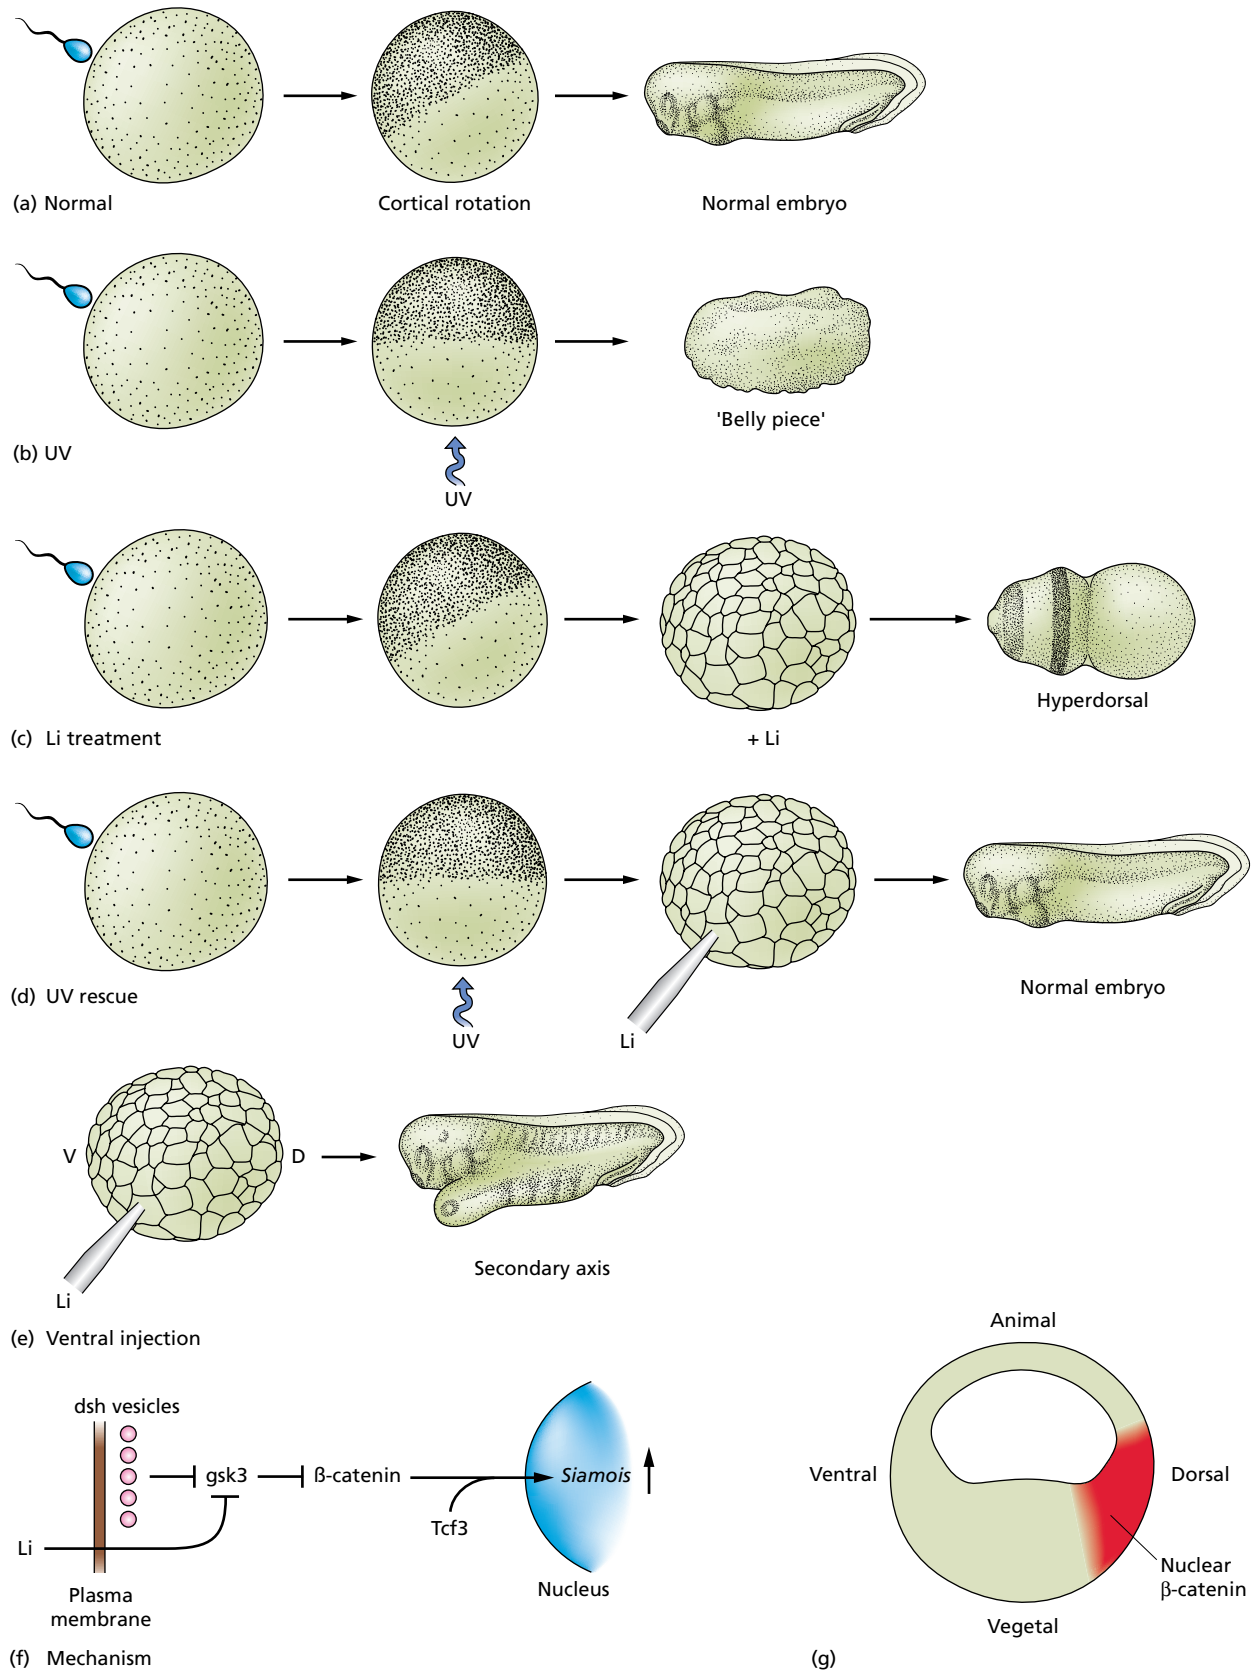 (a) Normal
Cortical rotation
Normal embryo
'Belly piece'
(b) UV
UV
Hyperdorsal
(c) Li treatment
+ Li
Normal embryo
(d) UV rescue
UV
Li
V
D
Secondary axis
Li
(e) Ventral injection
dsh vesicles
gsk3
ß-catenin
Siamois
Tcf3
Li
Nucleus
Plasma
membrane
(f) Mechanism
Animal
Ventral
Dorsal
Nuclear
β-catenin
Vegetal
(g)